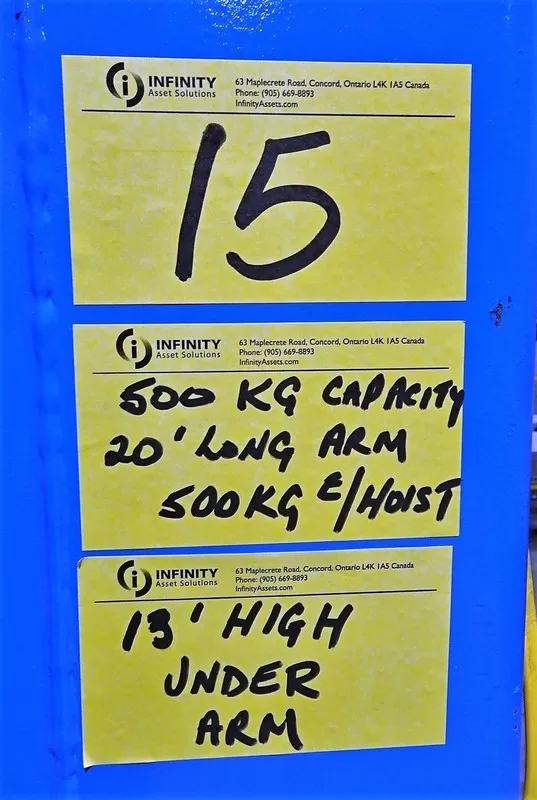 INFINITY
Asset Solutions
63 Maplecrete Road, Concord, Ontario L4K 1A5 Canada
Phone: (905) 669-8893
InfinityAssets.com
15
INFINITY
Asset Solutions
63 Maplecrete Road, Concord, Ontario L4K 1A5 Canada
Phone: (905) 669-8893
InfinityAssets.com
500 KG CAPACITY
20' LONG ARM
500KG E/HOIST
INFINITY
Asset Solutions
63 Maplecrete Road, Concord, Ontario L4K 1A5 Canada
Phone: (905) 669-8893
InfinityAssets.com
13' HIGH
UNDER
ARM